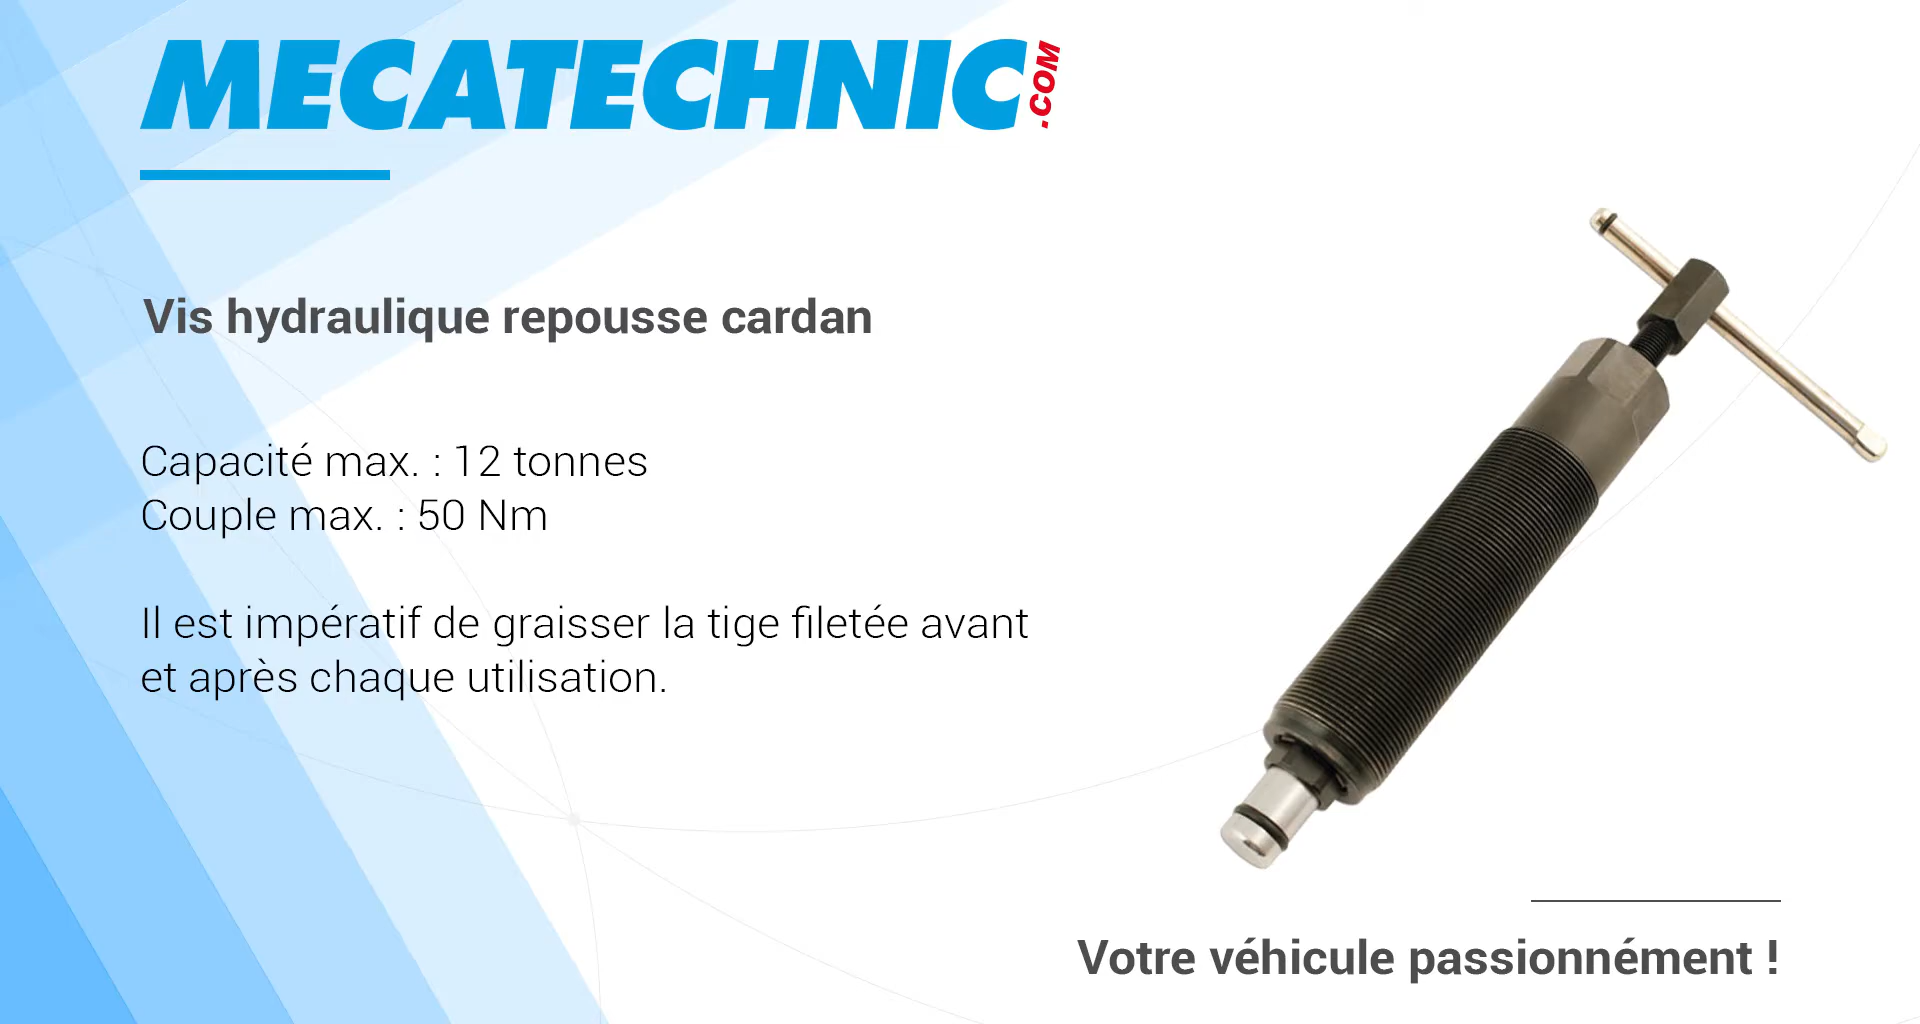 MECATECHNIC.COM
Vis hydraulique repousse cardan
Capacité max. : 12 tonnes
Couple max. : 50 Nm
Il est impératif de graisser la tige filetée avant
et après chaque utilisation.
Votre véhicule passionnément !